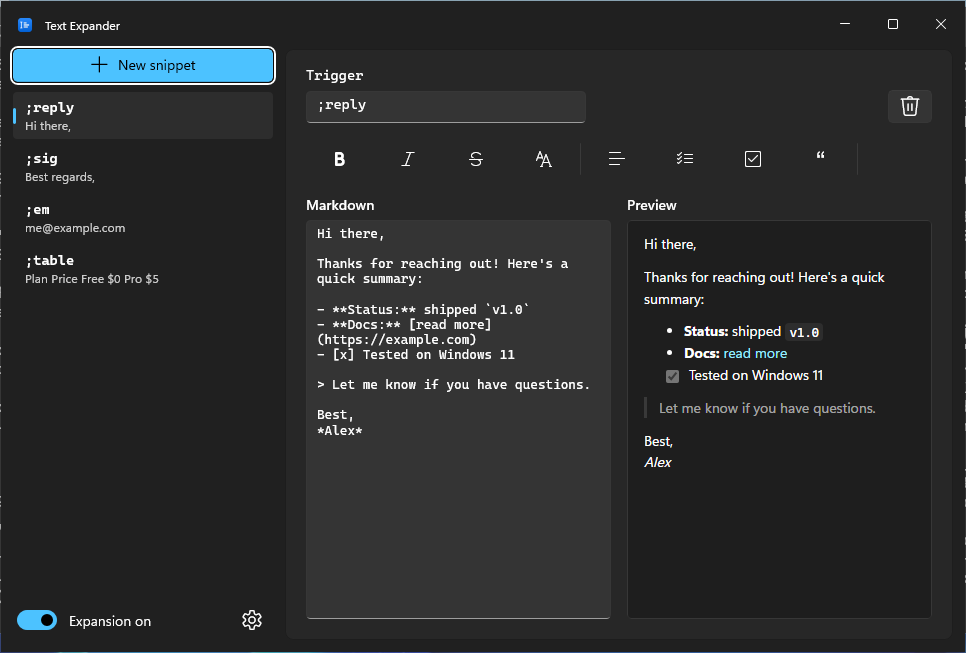 Text Expander
New snippet
;reply
Hi there,
;sig
Best regards,
;em
me@example.com
;table
Plan Price Free $0 Pro $5
Expansion on
Trigger
;reply
B I S AA “
Markdown
Hi there,
Thanks for reaching out! Here's a
quick summary:
- **Status:** shipped `v1.0`
- **Docs:** [read more]
(https://example.com)
- [x] Tested on Windows 11
> Let me know if you have questions.
Best,
*Alex*
Preview
Hi there,
Thanks for reaching out! Here's a quick
summary:
• Status: shipped v1.0
• Docs: read more
Tested on Windows 11
Let me know if you have questions.
Best,
Alex